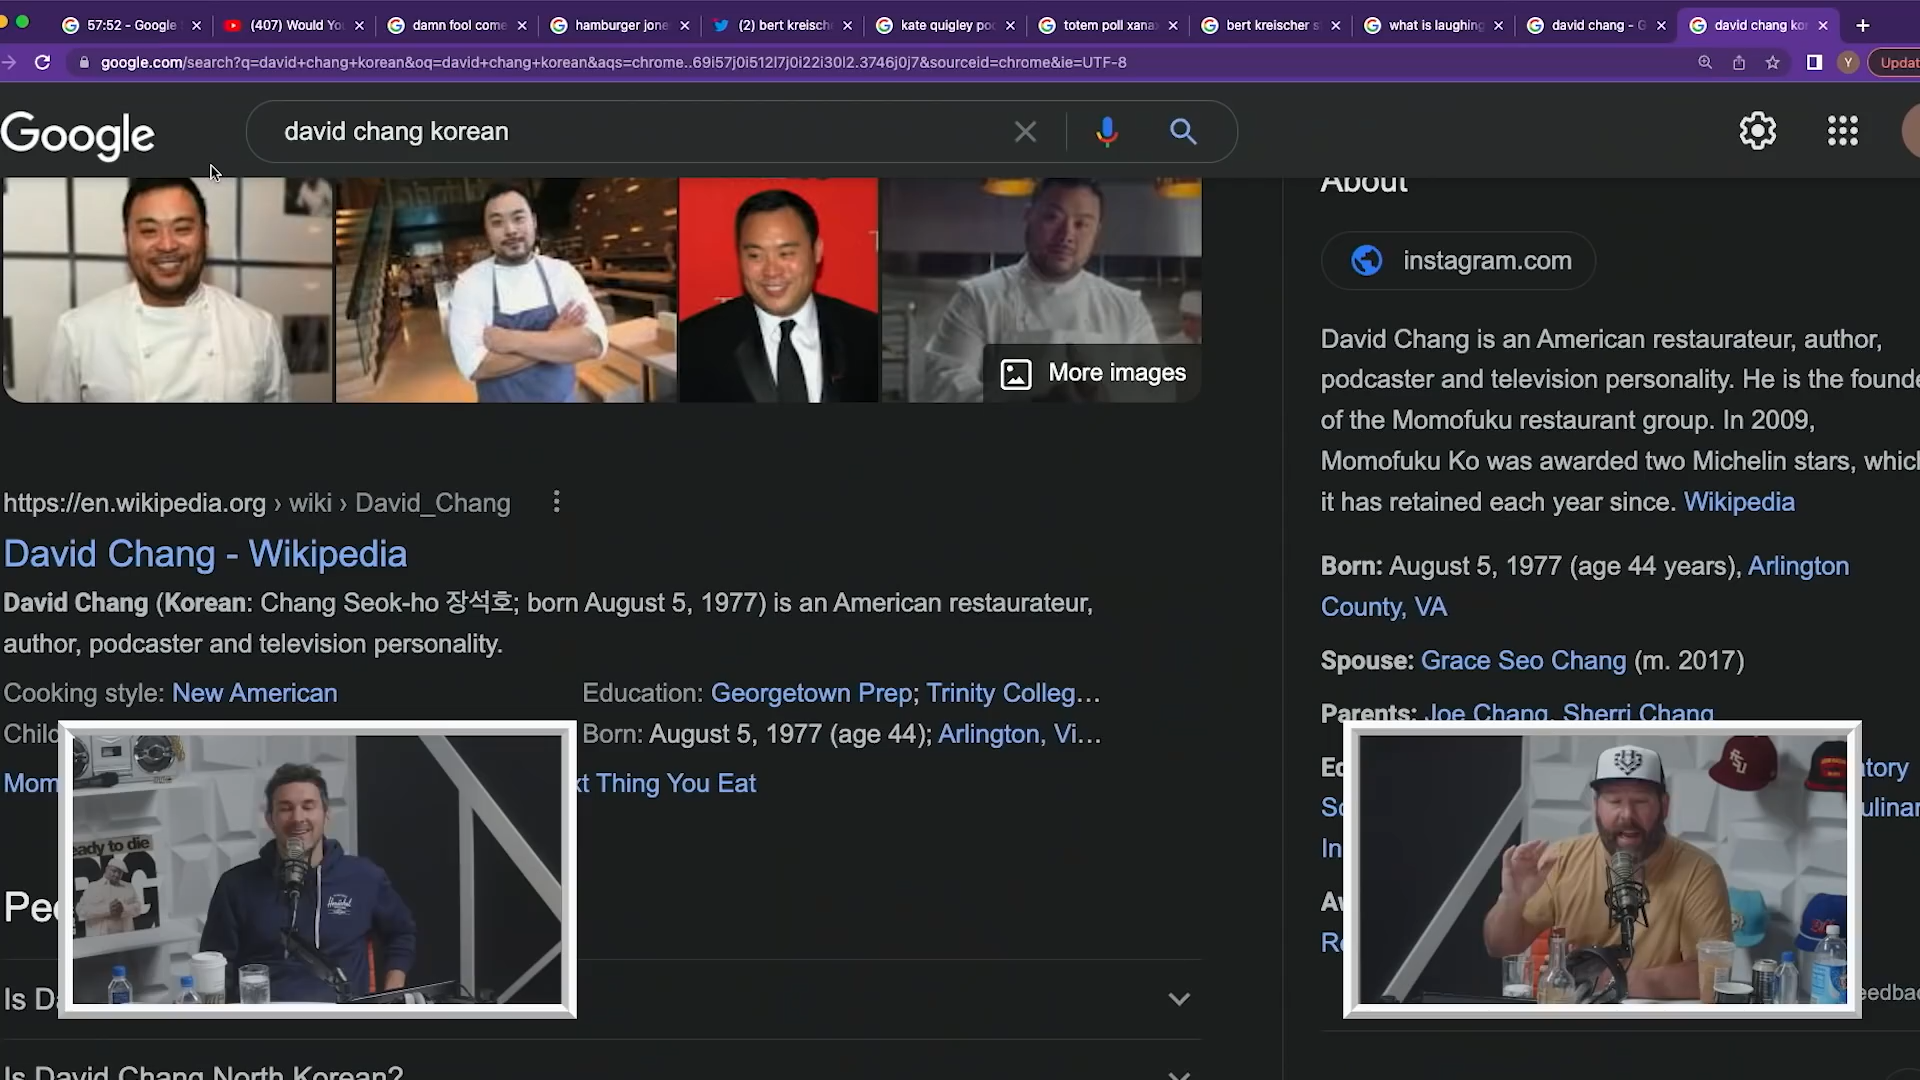 57:52 - Google
(407) Would Yo
damn fool come
hamburger jone
(2) bert kreisch
kate quigley po
totem poll xana
bert kreischer s
what is laughing
david chang - G
david chang ko
google.com/search?q=david+chang+korean&oq=david+chang+korean&aqs=chrome..69i57j0i512l7j0i22i30l2.3746j0j7&sourceid=chrome&ie=UTF-8
Y
Updat
Google
david chang korean
More images
https://en.wikipedia.org › wiki › David_Chang
David Chang - Wikipedia
David Chang (Korean: Chang Seok-ho 장석호; born August 5, 1977) is an American restaurateur,
author, podcaster and television personality.
Cooking style: New American
Education: Georgetown Prep; Trinity Colleg...
Born: August 5, 1977 (age 44); Arlington, Vi...
Thing You Eat
Is David Chang North Korean?
About
instagram.com
David Chang is an American restaurateur, author,
podcaster and television personality. He is the founde
of the Momofuku restaurant group. In 2009,
Momofuku Ko was awarded two Michelin stars, which
it has retained each year since. Wikipedia
Born: August 5, 1977 (age 44 years), Arlington
County, VA
Spouse: Grace Seo Chang (m. 2017)
Parents: Joe Chang, Sherri Chang
eady to die
Herschel
FSU